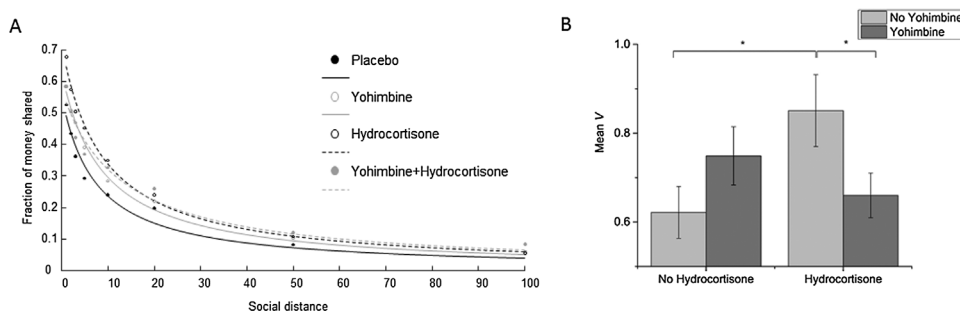 A
Fraction of money shared
0.7
0.6
0.5
0.4
0.3
0.2
0.1
0
0
10
20
30
40
50
60
70
80
90
100
Social distance
Placebo
Yohimbine
Hydrocortisone
Yohimbine+Hydrocortisone
B
No Yohimbine
Yohimbine
Mean V
1.0
0.8
0.6
*
*
No Hydrocortisone
Hydrocortisone